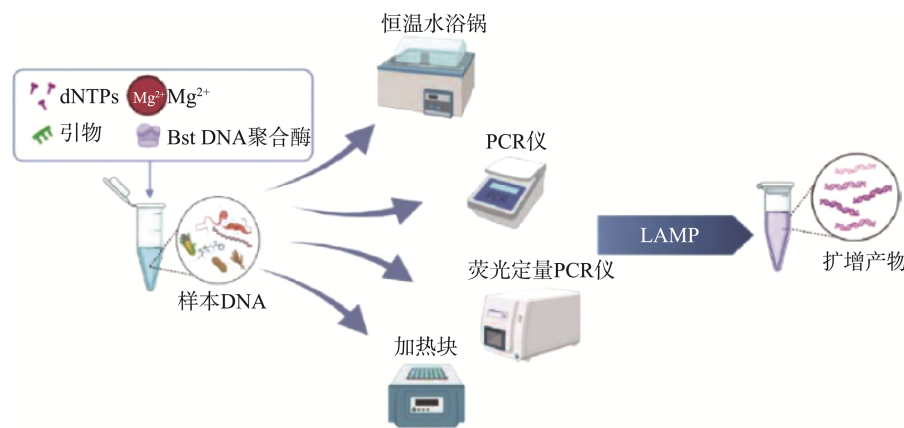 恒温水浴锅
dNTPs Mg²⁺ Mg²⁺
引物 Bst DNA聚合酶
PCR仪
PCR
LAMP
样本DNA
荧光定量PCR仪
扩增产物
加热块